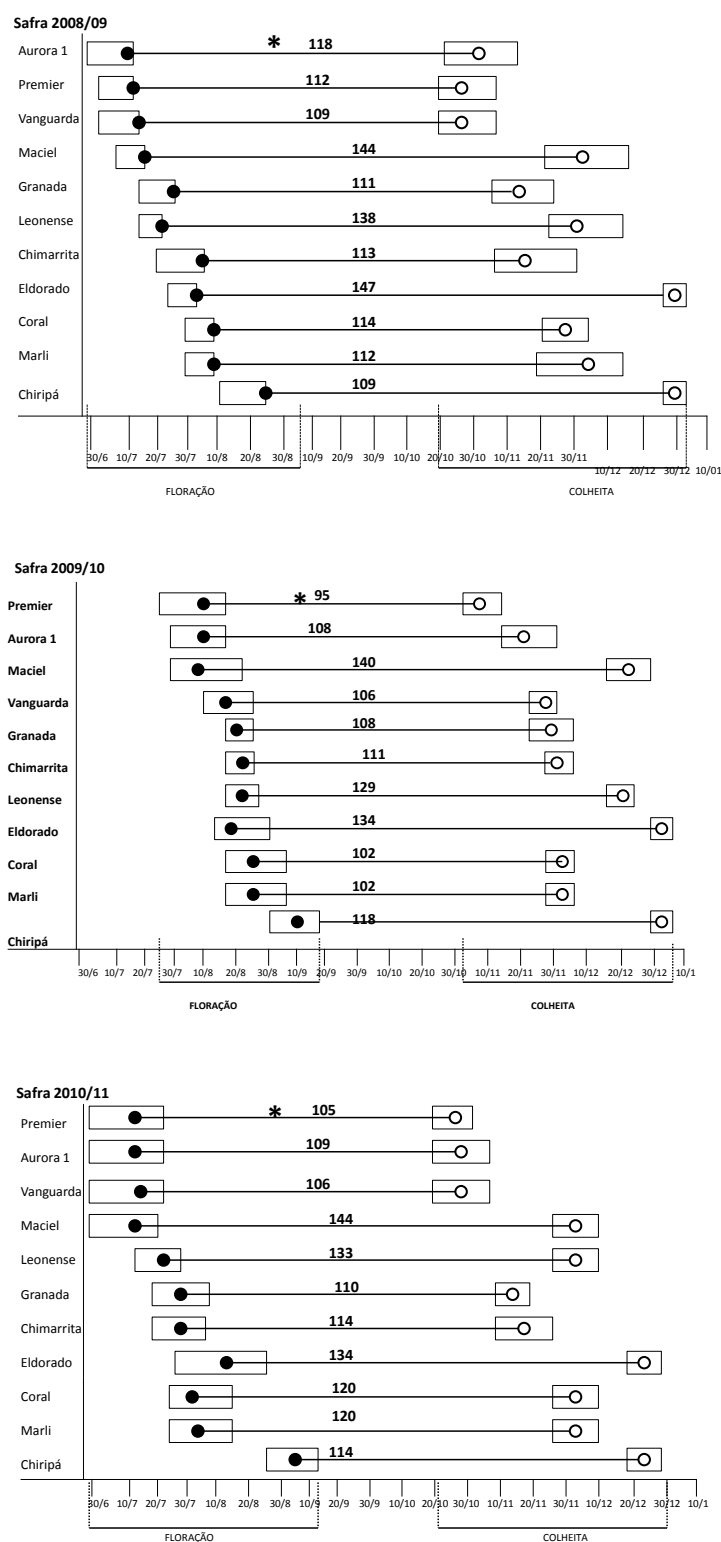 Safra 2008/09
Aurora 1 * 118
Premier 112
Vanguarda 109
Maciel 144
Granada 111
Leonense 138
Chimarrita 113
Eldorado 147
Coral 114
Marli 112
Chiripá 109
30/6 10/7 20/7 30/7 10/8 20/8 30/8 10/9 20/9 30/9 10/10 20/10 30/10 10/11 20/11 30/11 10/12 20/12 30/12 10/01
FLORAÇÃO COLHEITA
Safra 2009/10
Premier * 95
Aurora 1 108
Maciel 140
Vanguarda 106
Granada 108
Chimarrita 111
Leonense 129
Eldorado 134
Coral 102
Marli 102
Chiripá 118
30/6 10/7 20/7 30/7 10/8 20/8 30/8 10/9 20/9 30/9 10/10 20/10 30/10 10/11 20/11 30/11 10/12 20/12 30/12 10/1
FLORAÇÃO COLHEITA
Safra 2010/11
Premier * 105
Aurora 1 109
Vanguarda 106
Maciel 144
Leonense 133
Granada 110
Chimarrita 114
Eldorado 134
Coral 120
Marli 120
Chiripá 114
30/6 10/7 20/7 30/7 10/8 20/8 30/8 10/9 20/9 30/9 10/10 20/10 30/10 10/11 20/11 30/11 10/12 20/12 30/12 10/1
FLORAÇÃO COLHEITA